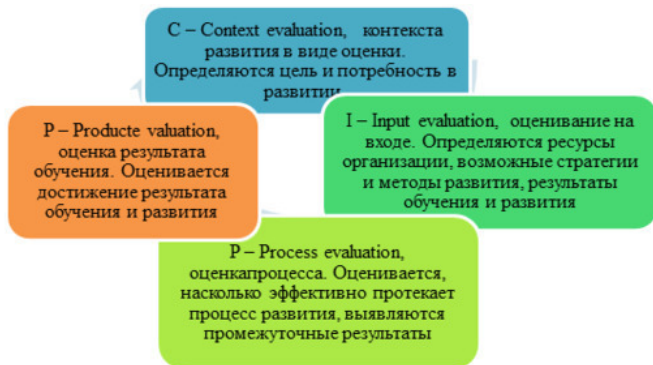 C – Context evaluation, контекста
развития в виде оценки.
Определяются цель и потребность в
развитии
I – Input evaluation, оценивание на
входе. Определяются ресурсы
организации, возможные стратегии
и методы развития, результаты
обучения и развития
P – Process evaluation,
оценкапроцесса. Оценивается,
насколько эффективно протекает
процесс развития, выявляются
промежуточные результаты
P – Producte valuation,
оценка результата
обучения. Оценивается
достижение результата
обучения и развития